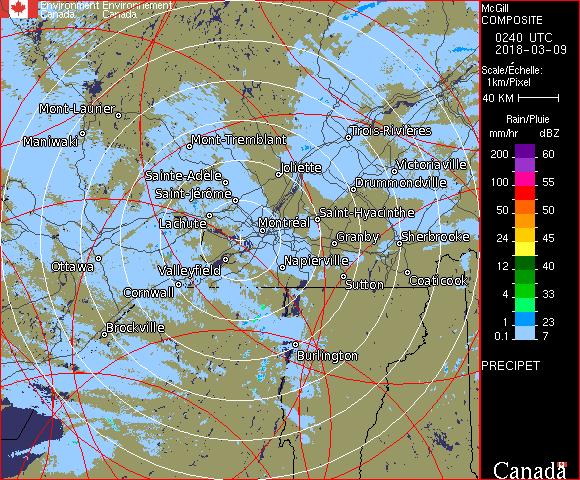 Environment Environnement
Canada Canada
McGill
COMPOSITE
0240 UTC
2018-03-09
Scale/Échelle:
1km/Pixel
40 KM
Rain/Pluie
mm/hr dBZ
200 60
100 55
50 50
24 45
12 40
4 33
1 23
0.1 7
PRECIPET
Canada
Mont-Laurier
Maniwaki
Mont-Tremblant
Trois-Rivières
Joliette
Victoriaville
Sainte-Adèle
Drummondville
Saint-Jérôme
Saint-Hyacinthe
Lachute
Montréal
Granby
Sherbrooke
Ottawa
Valleyfield
Napierville
Sutton
Coaticook
Cornwall
Brockville
Burlington